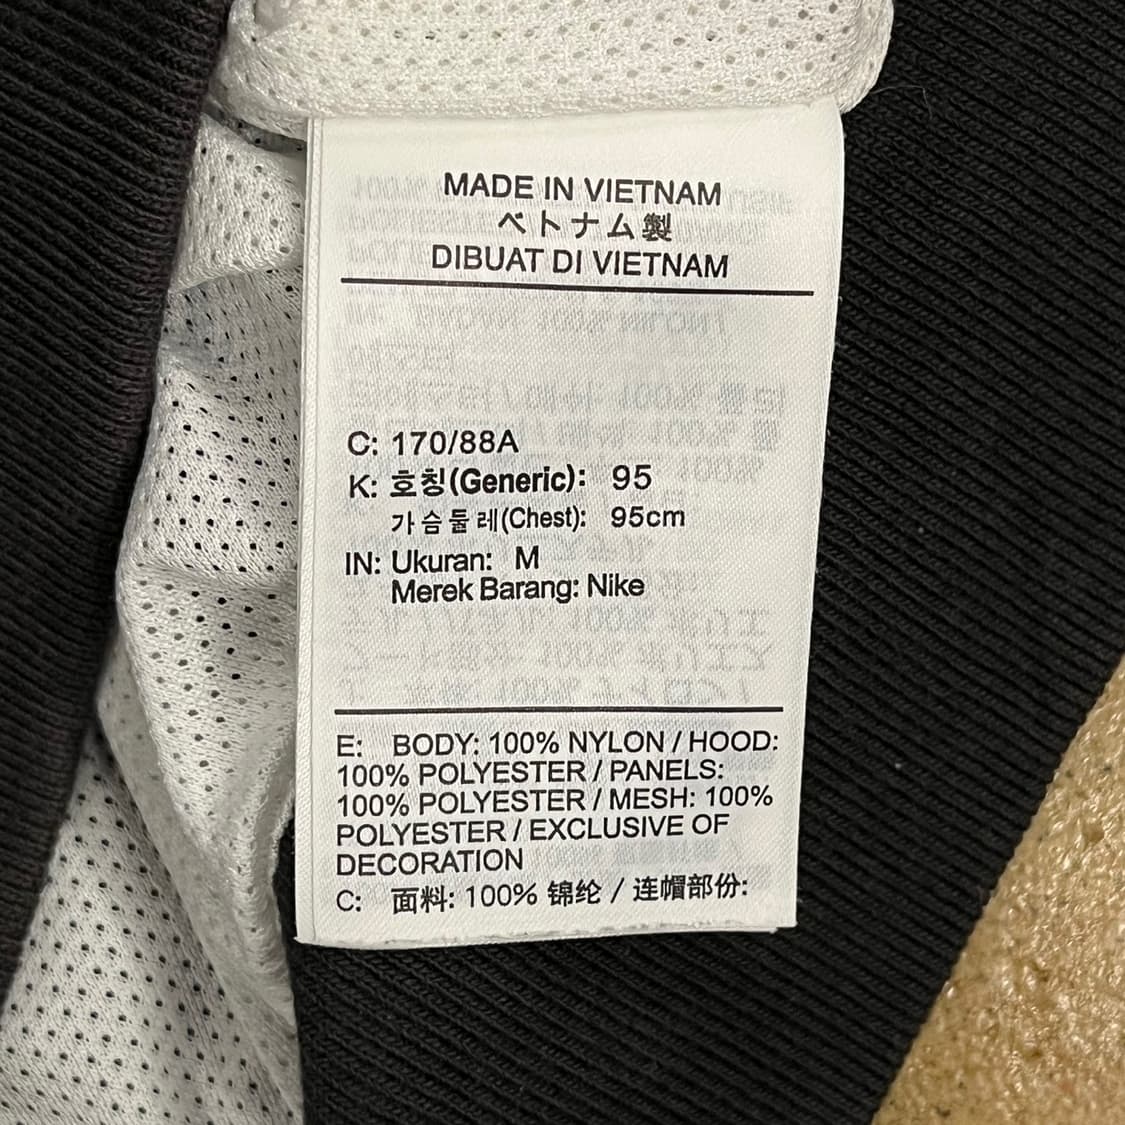 MADE IN VIETNAM
ベトナム製
DIBUAT DI VIETNAM
C: 170/88A
K: 호칭(Generic): 95
가슴둘레(Chest): 95cm
IN: Ukuran: M
Merek Barang: Nike
E: BODY: 100% NYLON / HOOD:
100% POLYESTER / PANELS:
100% POLYESTER / MESH: 100%
POLYESTER / EXCLUSIVE OF
DECORATION
C: 面料: 100% 锦纶 / 连帽部份: